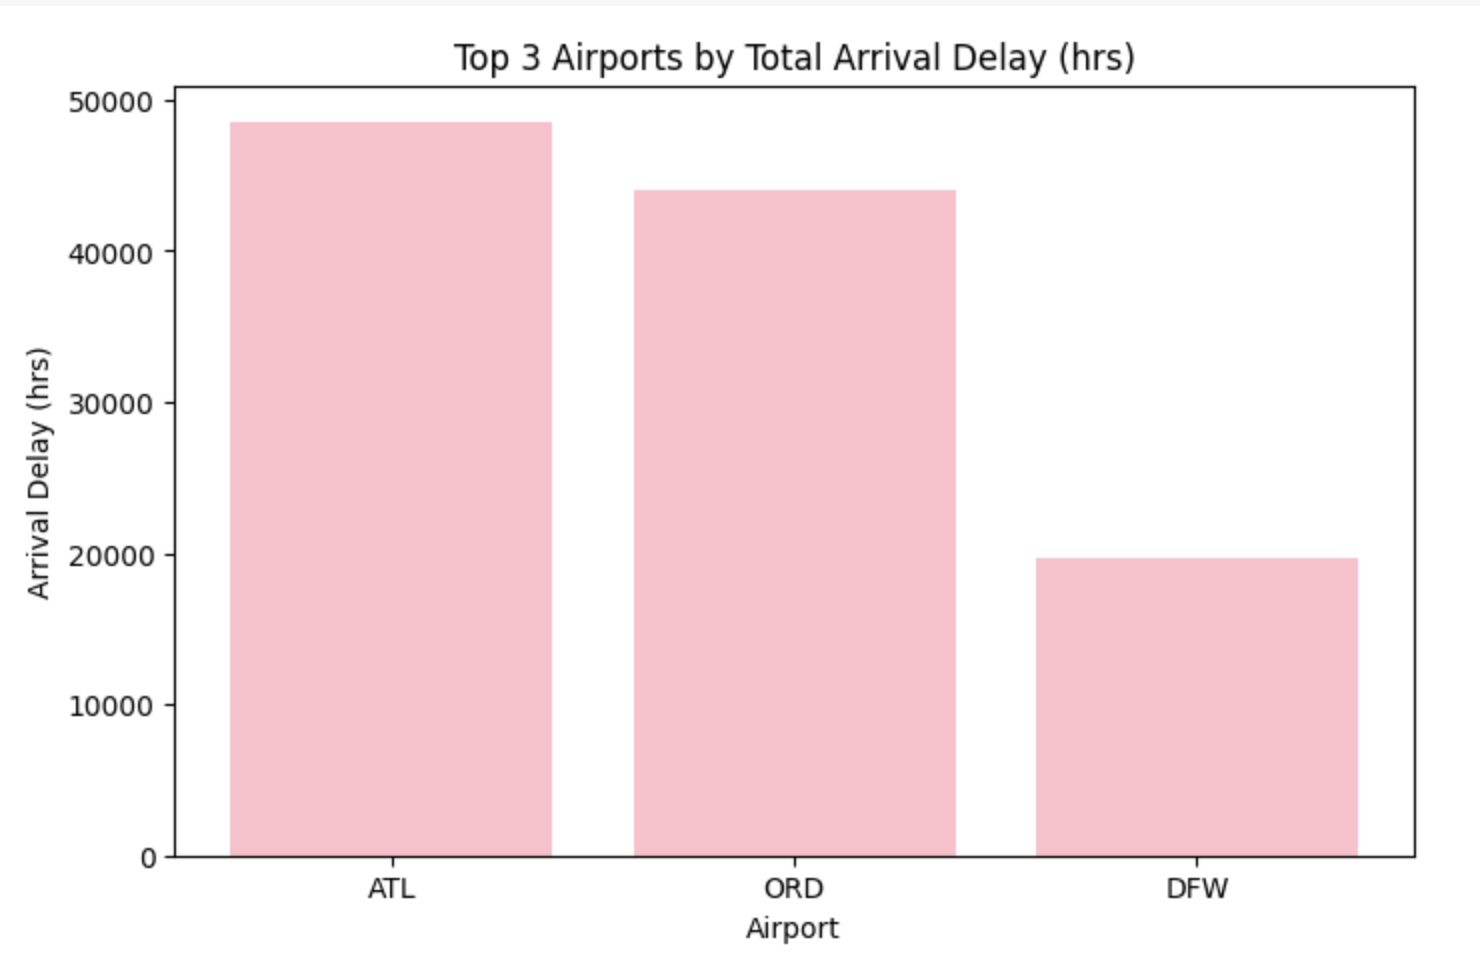 Top 3 Airports by Total Arrival Delay (hrs)
Arrival Delay (hrs)
50000
40000
30000
20000
10000
0
ATL
ORD
DFW
Airport